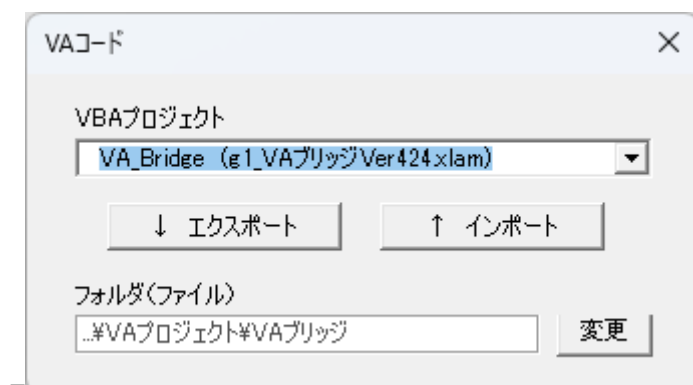 VAコード
VBAプロジェクト
VA_Bridge (g1_VAブリッジVer424.xlam)
↓ エクスポート
↑ インポート
フォルダ(ファイル)
...¥VAプロジェクト¥VAブリッジ
変更